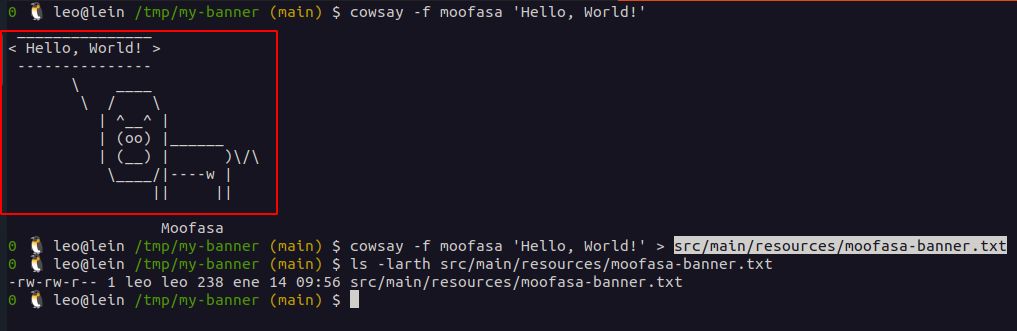 0 🐧 leo@lein /tmp/my-banner (main) $ cowsay -f moofasa 'Hello, World!'
 _______________
< Hello, World! >
 ---------------
       \    ____
        \  /    \
          | ^__^ |
          | (oo) |______
          | (__) |      )\/\
           \____/|----w |
                ||     ||

                 Moofasa
0 🐧 leo@lein /tmp/my-banner (main) $ cowsay -f moofasa 'Hello, World!' > src/main/resources/moofasa-banner.txt
0 🐧 leo@lein /tmp/my-banner (main) $ ls -larth src/main/resources/moofasa-banner.txt
-rw-rw-r-- 1 leo leo 238 ene 14 09:56 src/main/resources/moofasa-banner.txt
0 🐧 leo@lein /tmp/my-banner (main) $